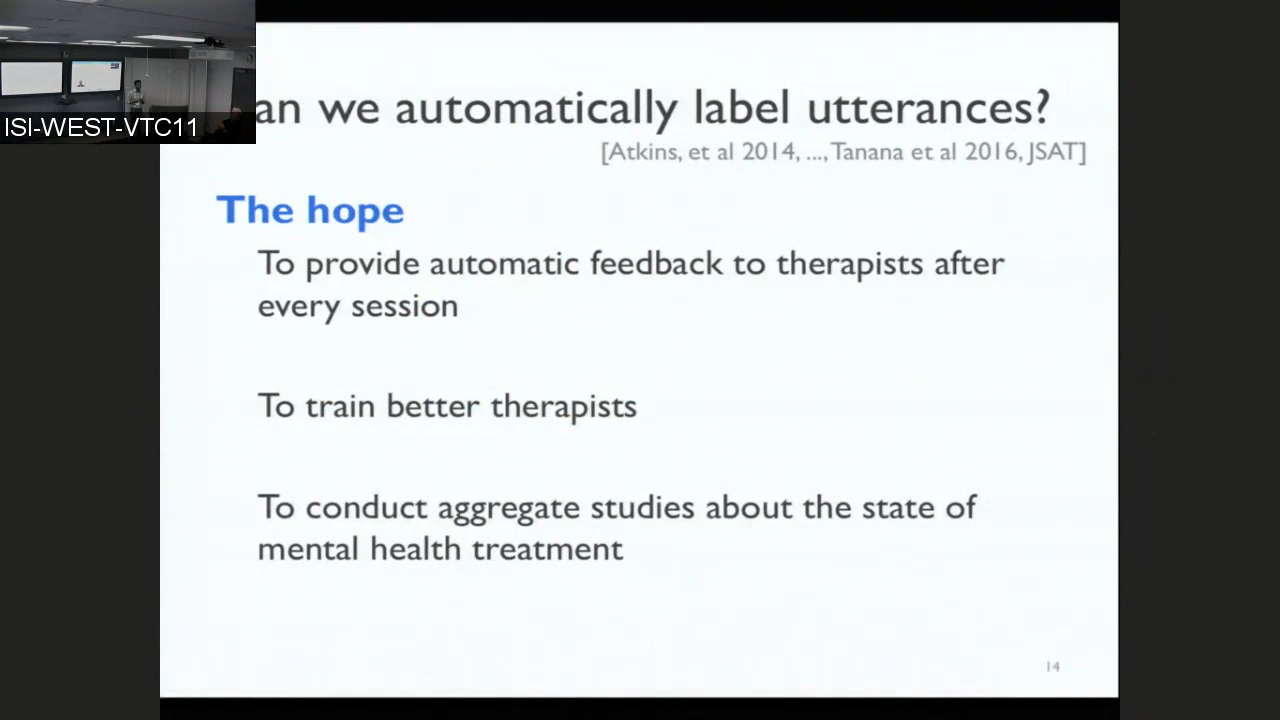 an we automatically label utterances?
[Atkins, et al 2014, ..., Tanana et al 2016, JSAT]
ISI-WEST-VTC11
The hope
To provide automatic feedback to therapists after
every session
To train better therapists
To conduct aggregate studies about the state of
mental health treatment
14